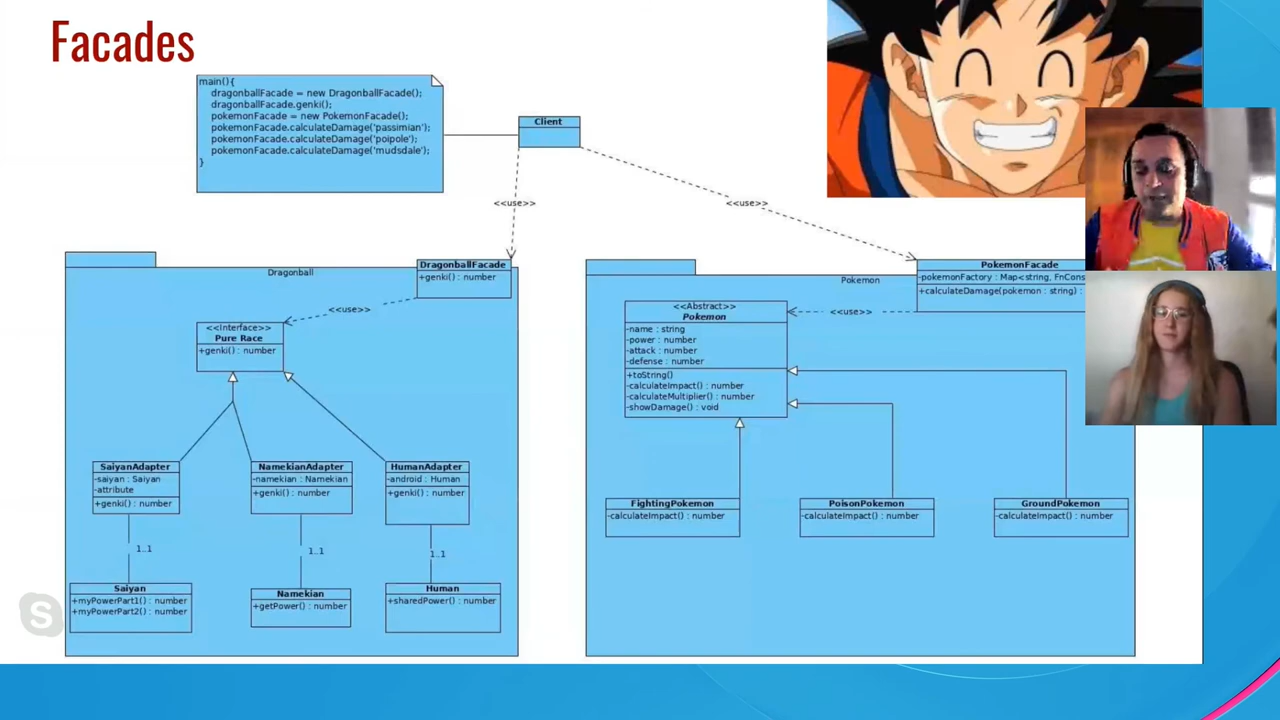 Facades
main(){
dragonballFacade = new DragonballFacade();
dragonballFacade.genki();
pokemonFacade = new PokemonFacade();
pokemonFacade.calculateDamage('passimian');
pokemonFacade.calculateDamage('poipole');
pokemonFacade.calculateDamage('mudsdale');
}
Client
<<use>>
<<use>>
Dragonball
DragonballFacade
+genki() : number
<<use>>
<<Interface>>
Pure Race
+genki() : number
SaiyanAdapter
-saiyan : Saiyan
-attribute
+genki() : number
NamekianAdapter
-namekian : Namekian
+genki() : number
HumanAdapter
-android : Human
+genki() : number
1..1
1..1
1..1
Saiyan
+myPowerPart1() : number
+myPowerPart2() : number
Namekian
+getPower() : number
Human
+sharedPower() : number
Pokemon
PokemonFacade
-pokemonFactory : Map<string, FnCons
+calculateDamage(pokemon : string) :
<<use>>
<<Abstract>>
Pokemon
-name : string
-power : number
-attack : number
-defense : number
+toString()
-calculateImpact() : number
-calculateMultiplier() : number
-showDamage() : void
FightingPokemon
-calculateImpact() : number
PoisonPokemon
-calculateImpact() : number
GroundPokemon
-calculateImpact() : number
S